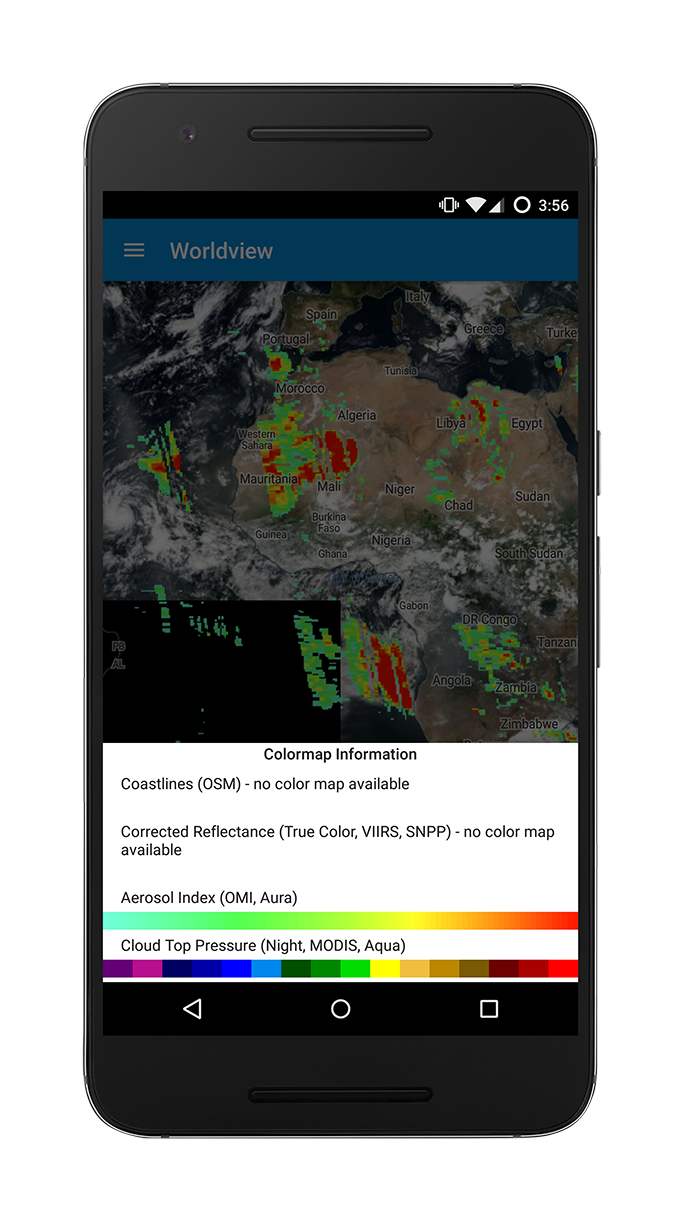 3:56
Worldview
Italy
Spain
Portugal
Greece
Turke
Tunisia
Morocco
Algeria
Libya
Egypt
Western
Sahara
Mauritania
Mali
Niger
Chad
Sudan
Burkina
Faso
Guinea
Nigeria
Ghana
South Sudan
Gabon
DR Congo
PB
AL
Tanzan
Angola
Zambia
Zimbabwe
Colormap Information
Coastlines (OSM) - no color map available
Corrected Reflectance (True Color, VIIRS, SNPP) - no color map
available
Aerosol Index (OMI, Aura)
Cloud Top Pressure (Night, MODIS, Aqua)